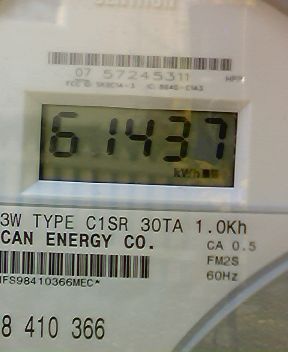 07 57245311
61437
kWh
3W TYPE C1SR 30TA 1.0Kh
CAN ENERGY CO. CA 0.5
FM2S
60Hz
8 410 366